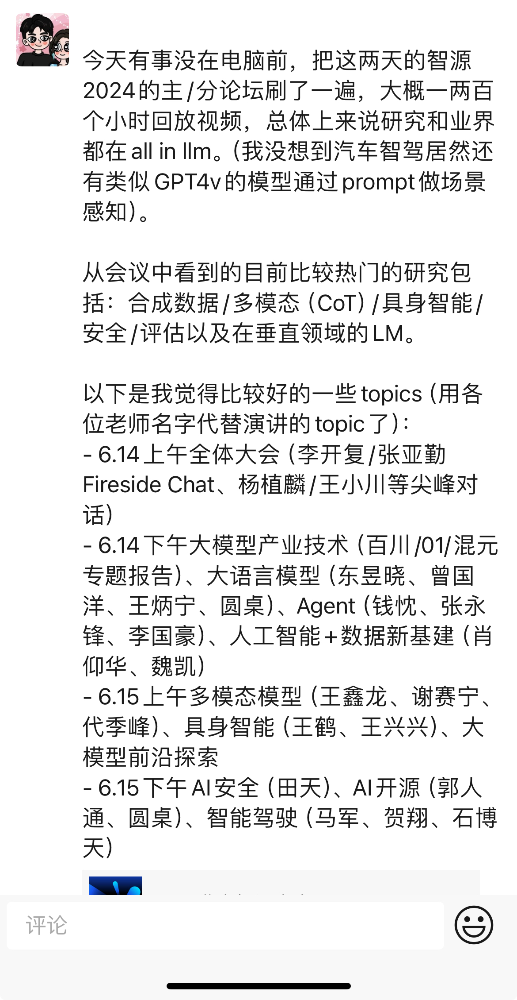 今天有事没在电脑前，把这两天的智源
2024的主/分论坛刷了一遍，大概一两百
个小时回放视频，总体上来说研究和业界
都在all in llm。（我没想到汽车智驾居然还
有类似GPT4v的模型通过prompt做场景
感知）。
从会议中看到的目前比较热门的研究包
括：合成数据/多模态（CoT）/具身智能/
安全/评估以及在垂直领域的LM。
以下是我觉得比较好的一些topics（用各
位老师名字代替演讲的topic了）：
- 6.14上午全体大会（李开复/张亚勤
Fireside Chat、杨植麟/王小川等尖峰对
话）
- 6.14下午大模型产业技术（百川/01/混元
专题报告）、大语言模型（东昱晓、曾国
洋、王炳宁、圆桌）、Agent（钱忱、张永
锋、李国豪）、人工智能+数据新基建（肖
仰华、魏凯）
- 6.15上午多模态模型（王鑫龙、谢赛宁、
代季峰）、具身智能（王鹤、王兴兴）、大
模型前沿探索
- 6.15下午AI安全（田天）、AI开源（郭人
通、圆桌）、智能驾驶（马军、贺翔、石博
天）
评论